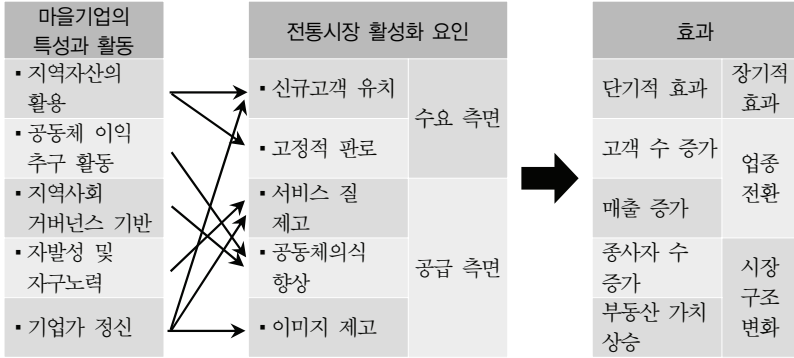 마을기업의
특성과 활동
▪ 지역자산의
활용
▪ 공동체 이익
추구 활동
▪ 지역사회
거버넌스 기반
▪ 자발성 및
자구노력
▪ 기업가 정신
전통시장 활성화 요인
▪ 신규고객 유치
▪ 고정적 판로
수요 측면
▪ 서비스 질
제고
▪ 공동체의식
향상
▪ 이미지 제고
공급 측면
효과
단기적 효과
장기적
효과
고객 수 증가
매출 증가
업종
전환
종사자 수
증가
부동산 가치
상승
시장
구조
변화